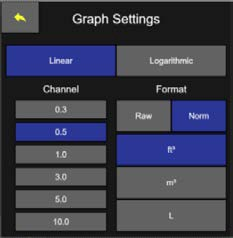 Graph Settings
Linear Logarithmic
Channel Format
0.3 Raw Norm
0.5 ft³
1.0 m³
3.0 L
5.0
10.0